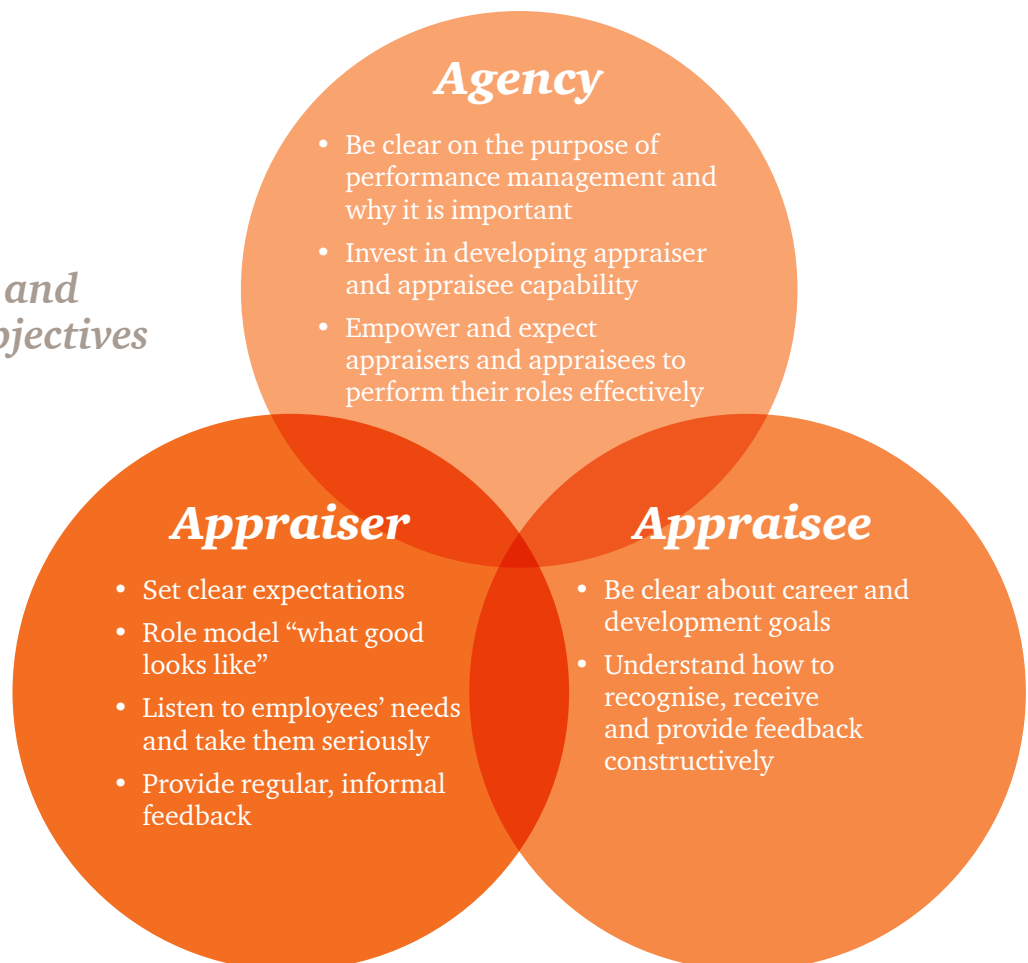 Agency
• Be clear on the purpose of
performance management and
why it is important
• Invest in developing appraiser
and appraisee capability
• Empower and expect
appraisers and appraisees to
perform their roles effectively
and
Appraiser
• Set clear expectations
• Role model “what good
looks like”
• Listen to employees’ needs
and take them seriously
• Provide regular, informal
feedback
Appraisee
• Be clear about career and
development goals
• Understand how to
recognise, receive
and provide feedback
constructively